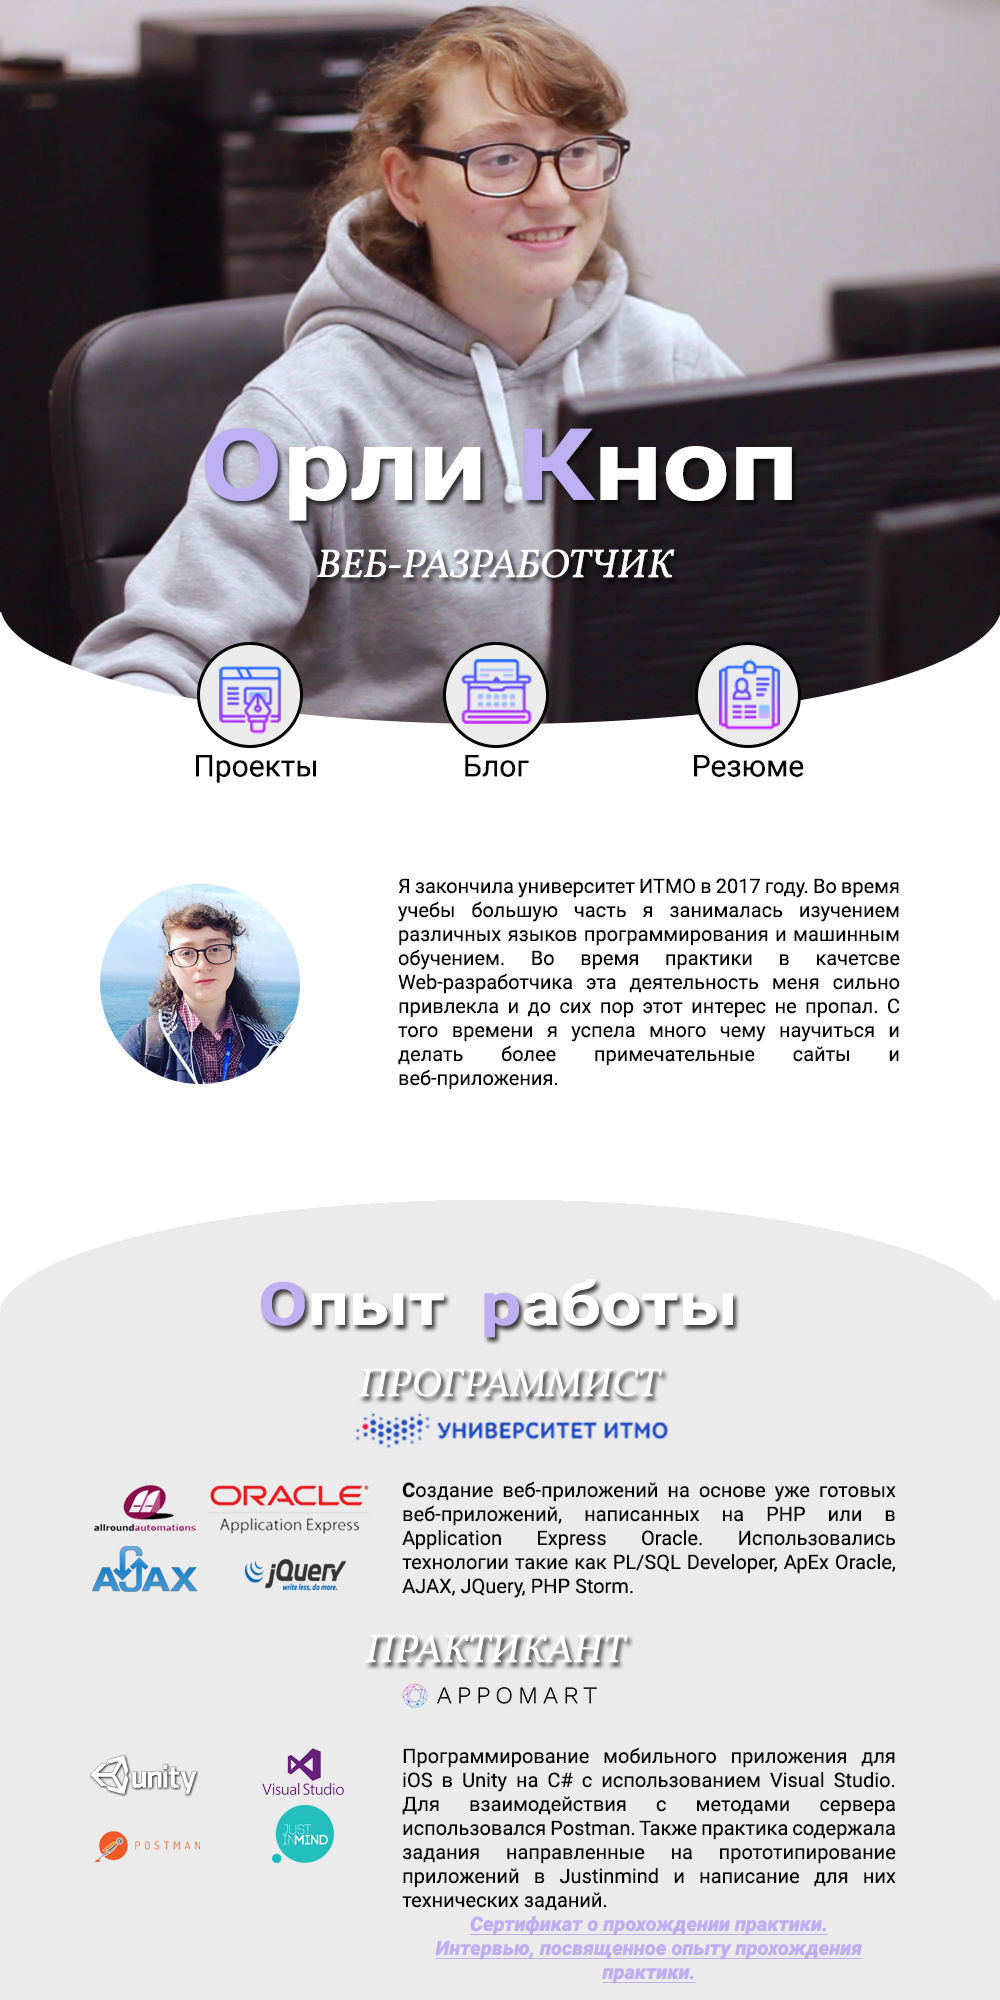 Орли Кноп
ВЕБ-РАЗРАБОТЧИК
Проекты
Блог
Резюме
Я закончила университет ИТМО в 2017 году. Во время
учебы большую часть я занималась изучением
различных языков программирования и машинным
обучением. Во время практики в качетсве
Web-разработчика эта деятельность меня сильно
привлекла и до сих пор этот интерес не пропал. С
того времени я успела много чему научиться и
делать более примечательные сайты и
веб-приложения.
Опыт работы
ПРОГРАММИСТ
УНИВЕРСИТЕТ ИТМО
allroundautomations
ORACLE
Application Express
AJAX
jQuery
write less, do more.
Создание веб-приложений на основе уже готовых
веб-приложений, написанных на PHP или в
Application Express Oracle. Использовались
технологии такие как PL/SQL Developer, ApEx Oracle,
AJAX, JQuery, PHP Storm.
ПРАКТИКАНТ
APPOMART
unity
Visual Studio
POSTMAN
JUST
INMIND
Программирование мобильного приложения для
iOS в Unity на C# с использованием Visual Studio.
Для взаимодействия с методами сервера
использовался Postman. Также практика содержала
задания направленные на прототипирование
приложений в Justinmind и написание для них
технических заданий.
Сертификат о прохождении практики.
Интервью, посвященное опыту прохождения
практики.